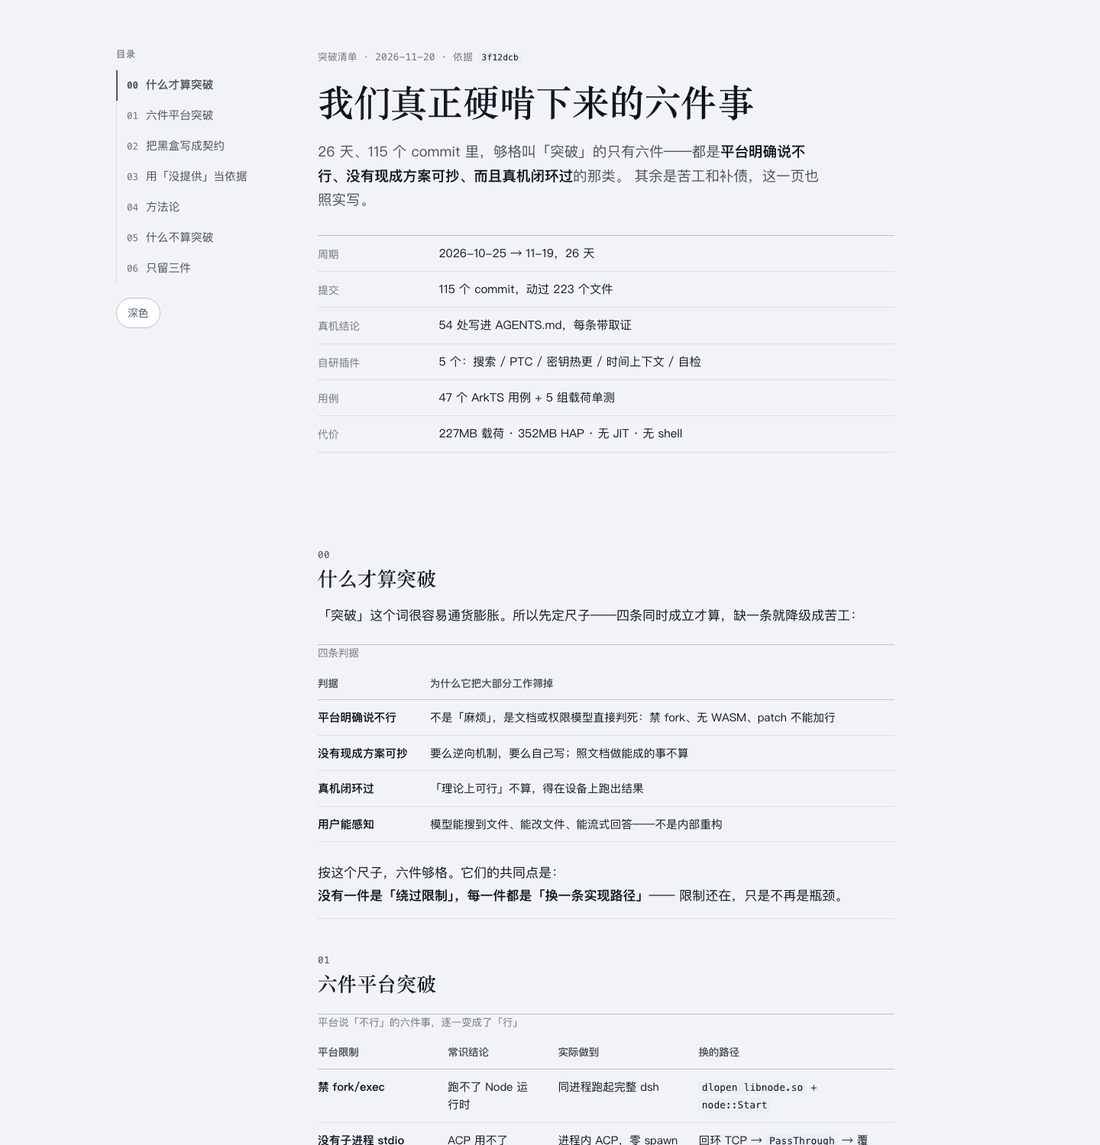 目录
00 什么才算突破
01 六件平台突破
02 把黑盒写成契约
03 用「没提供」当依据
04 方法论
05 什么不算突破
06 只留三件
深色
突破清单 · 2026-11-20 · 依据 3f12dcb
我们真正硬啃下来的六件事
26 天、115 个 commit 里，够格叫「突破」的只有六件——都是平台明确说不
行、没有现成方案可抄、而且真机闭环过的那类。 其余是苦工和补债，这一页也
照实写。
周期 2026-10-25 → 11-19，26 天
提交 115 个 commit，动过 223 个文件
真机结论 54 处写进 AGENTS.md，每条带取证
自研插件 5 个：搜索 / PTC / 密钥热更 / 时间上下文 / 自检
用例 47 个 ArkTS 用例 + 5 组载荷单测
代价 227MB 载荷 · 352MB HAP · 无 JIT · 无 shell
00
什么才算突破
「突破」这个词很容易通货膨胀。所以先定尺子——四条同时成立才算，缺一条就降级成苦工：
四条判据
判据 为什么它把大部分工作筛掉
平台明确说不行 不是「麻烦」，是文档或权限模型直接判死：禁 fork、无 WASM、patch 不能加行
没有现成方案可抄 要么逆向机制，要么自己写；照文档做能成的事不算
真机闭环过 「理论上可行」不算，得在设备上跑出结果
用户能感知 模型能搜到文件、能改文件、能流式回答——不是内部重构
按这个尺子，六件够格。它们的共同点是：
没有一件是「绕过限制」，每一件都是「换一条实现路径」—— 限制还在，只是不再是瓶颈。
01
六件平台突破
平台说「不行」的六件事，逐一变成了「行」
平台限制 常识结论 实际做到 换的路径
禁 fork/exec 跑不了 Node 运 同进程跑起完整 dsh dlopen libnode.so +
行时 node::Start
没有子进程 stdio ACP 用不了 进程内 ACP，零 spawn 回环 TCP → PassThrough → 覆